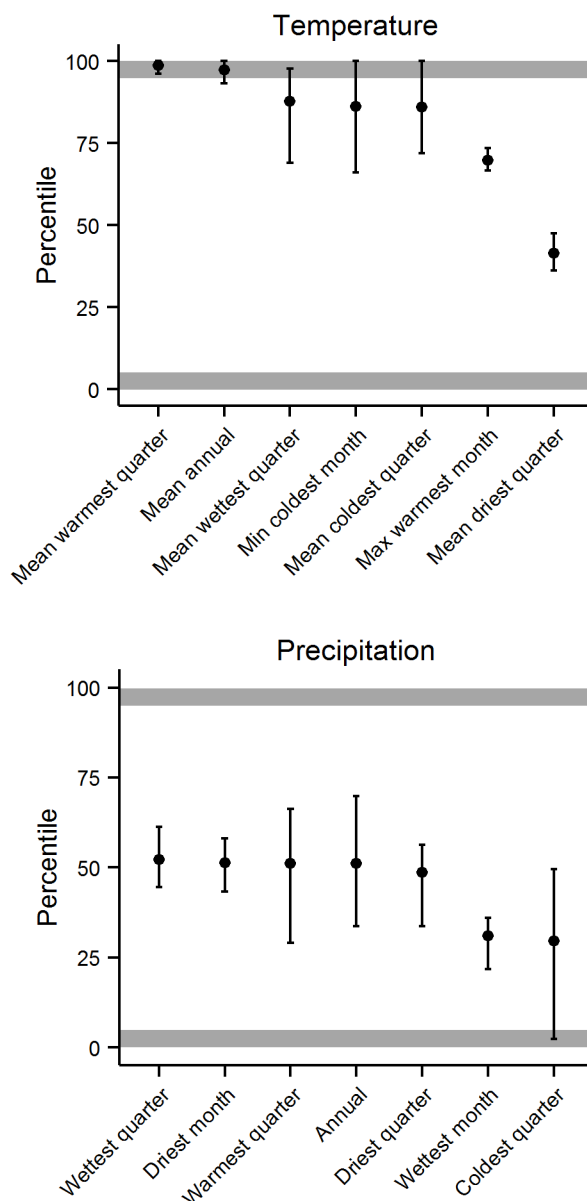 Temperature
100
75
50
25
0
Percentile
Mean warmest quarter
Mean annual
Mean wettest quarter
Min coldest month
Mean coldest quarter
Max warmest month
Mean driest quarter
Precipitation
100
75
50
25
0
Percentile
Wettest quarter
Driest month
Warmest quarter
Annual
Driest quarter
Wettest month
Coldest quarter